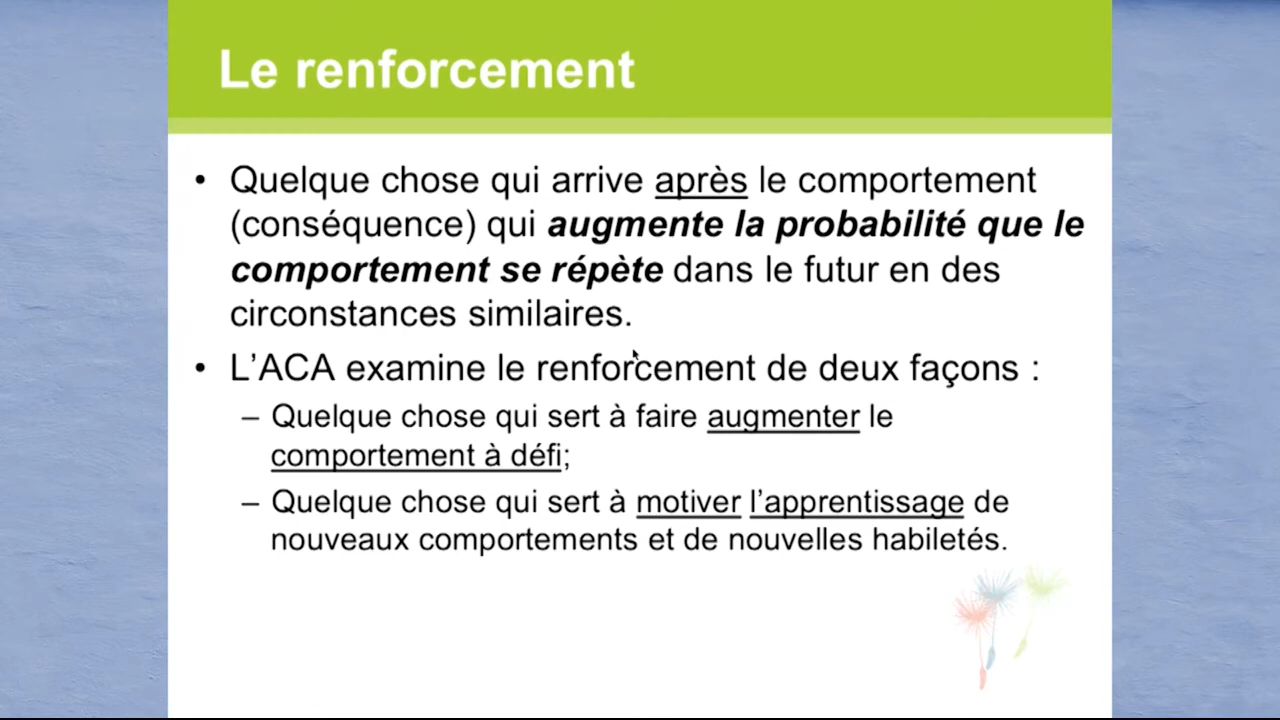 Le renforcement
• Quelque chose qui arrive après le comportement
(conséquence) qui augmente la probabilité que le
comportement se répète dans le futur en des
circonstances similaires.
• L’ACA examine le renforcement de deux façons :
– Quelque chose qui sert à faire augmenter le
comportement à défi;
– Quelque chose qui sert à motiver l’apprentissage de
nouveaux comportements et de nouvelles habiletés.